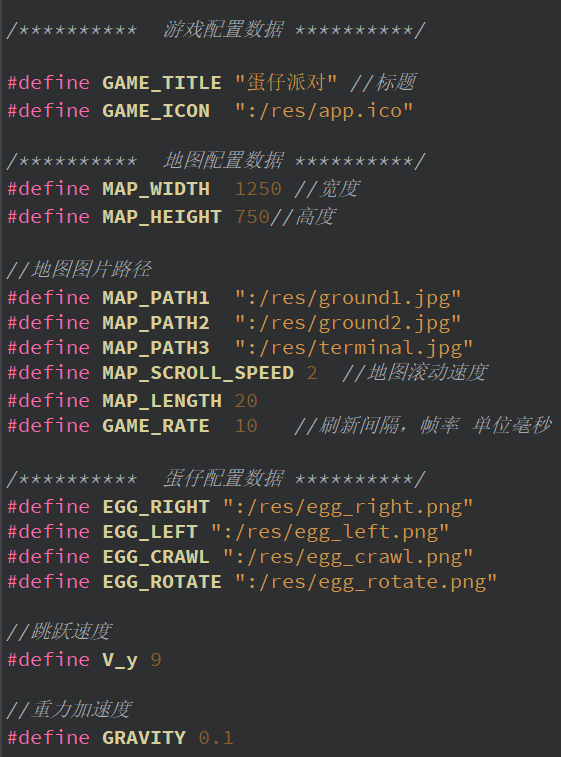 /**********  游戏配置数据 **********/
#define GAME_TITLE "蛋仔派对" //标题
#define GAME_ICON  ":/res/app.ico"
/**********  地图配置数据 **********/
#define MAP_WIDTH  1250 //宽度
#define MAP_HEIGHT 750//高度
//地图图片路径
#define MAP_PATH1  ":/res/ground1.jpg"
#define MAP_PATH2  ":/res/ground2.jpg"
#define MAP_PATH3  ":/res/terminal.jpg"
#define MAP_SCROLL_SPEED 2  //地图滚动速度
#define MAP_LENGTH 20
#define GAME_RATE  10   //刷新间隔，帧率 单位毫秒
/**********  蛋仔配置数据 **********/
#define EGG_RIGHT ":/res/egg_right.png"
#define EGG_LEFT ":/res/egg_left.png"
#define EGG_CRAWL ":/res/egg_crawl.png"
#define EGG_ROTATE ":/res/egg_rotate.png"
//跳跃速度
#define V_y 9
//重力加速度
#define GRAVITY 0.1